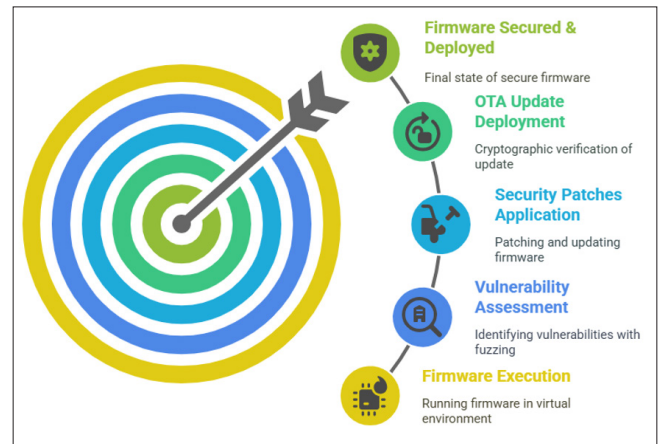 Firmware Secured &
Deployed
Final state of secure firmware
OTA Update
Deployment
Cryptographic verification of
update
Security Patches
Application
Patching and updating
firmware
Vulnerability
Assessment
Identifying vulnerabilities with
fuzzing
Firmware Execution
Running firmware in virtual
environment